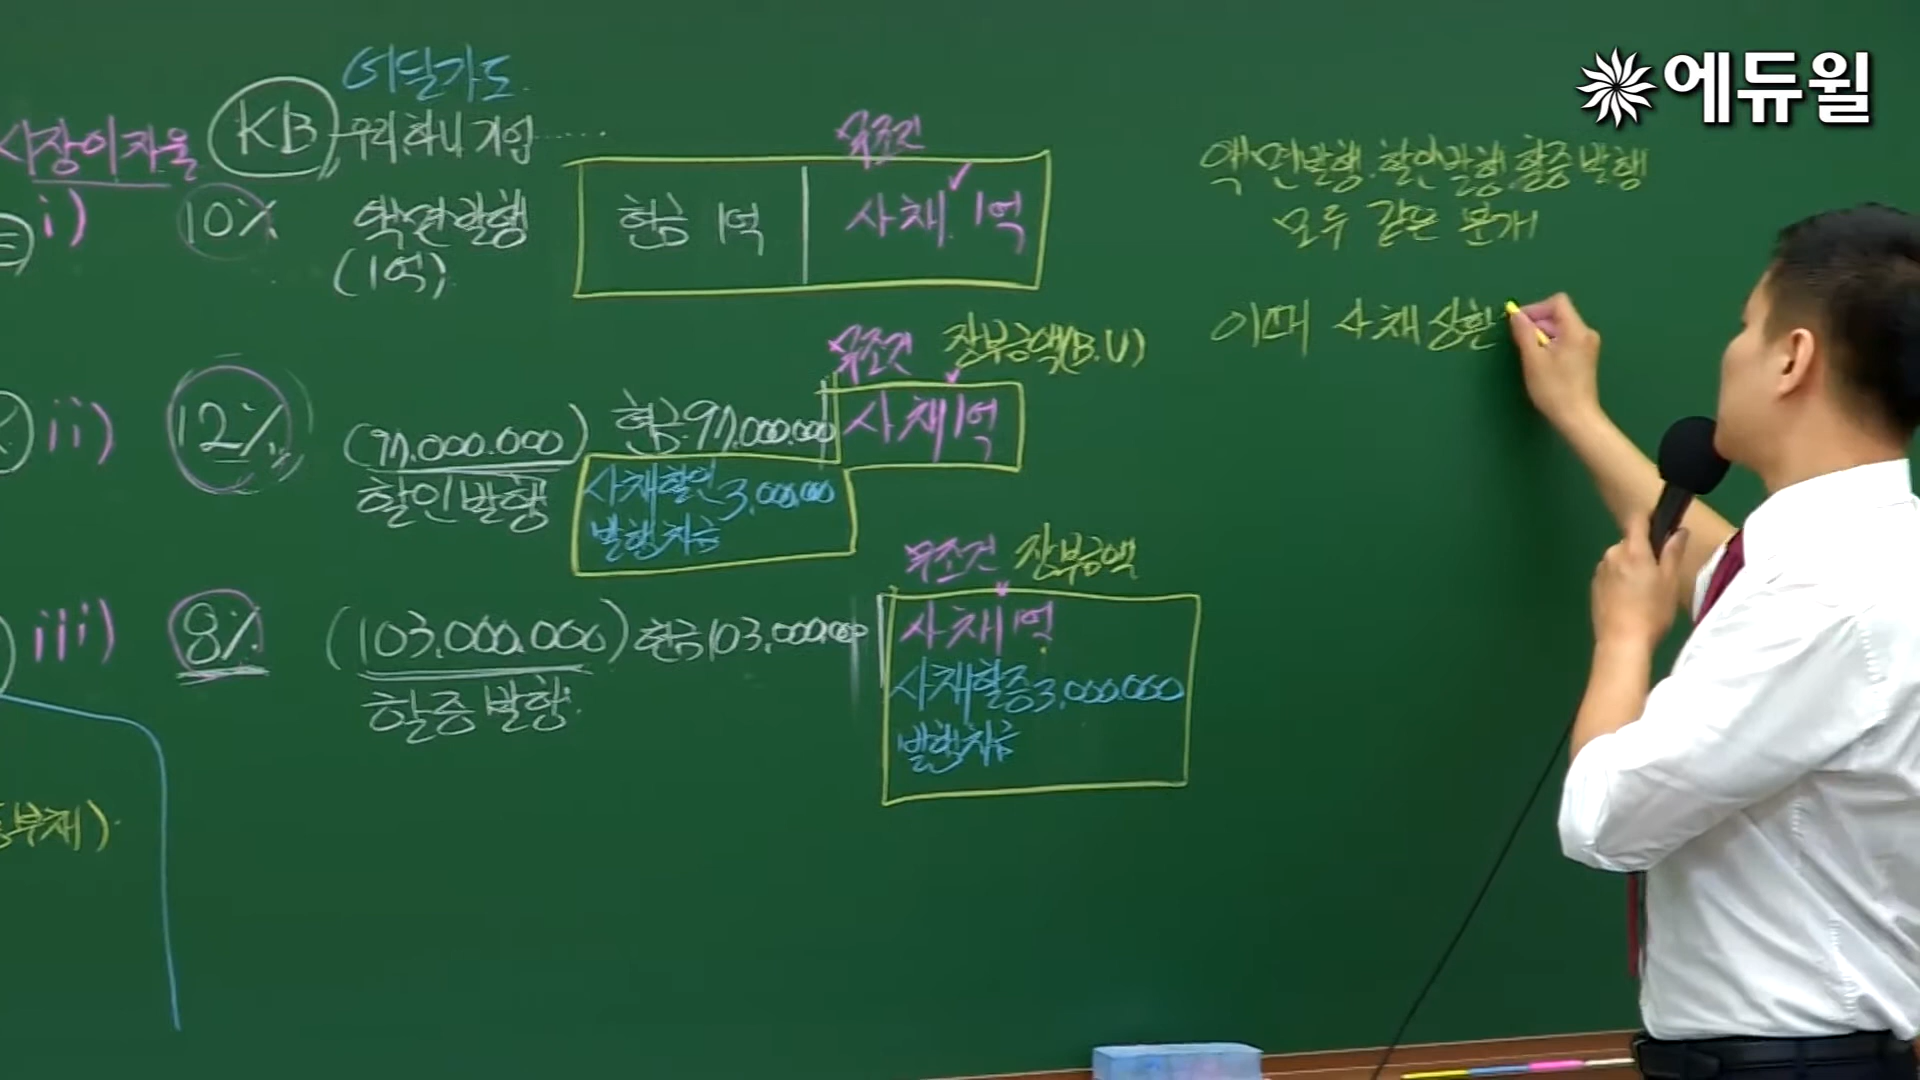 에듀윌
어딜가도
시장이자율 KB 우리하나 기업 ......
i) 10% 액면발행
(1억)
무조건
현금 1억 사채 1억
ii) 12% (97,000,000) 현금 97,000,000
할인발행
무조건 장부금액(B.V)
사채 1억
사채할인 3,000,000
발행차금
iii) 8% (103,000,000) 현금 103,000,000
할증발행
무조건 장부금액
사채 1억
사채할증 3,000,000
발행차금
부채)
액면발행.할인발행.할증발행
모두 같은 분개
이때 사채상환